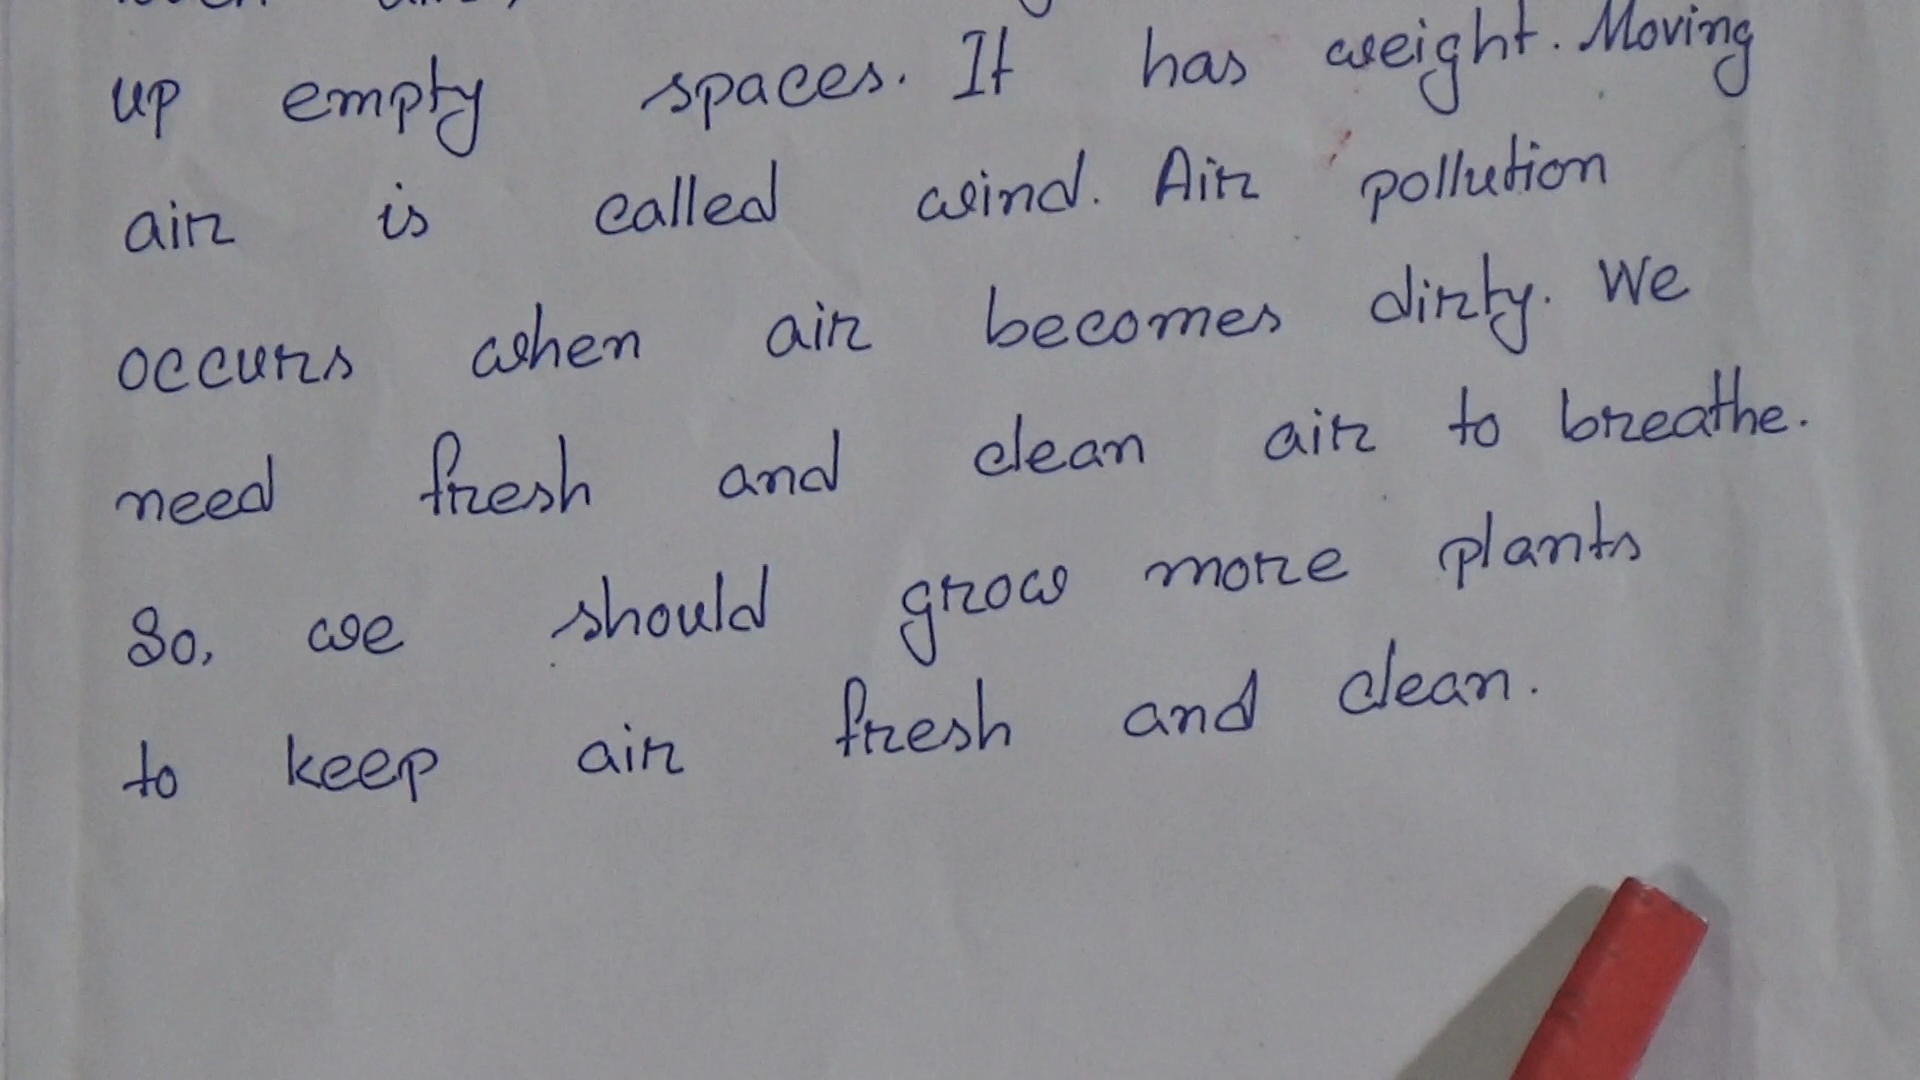 up empty spaces. It has weight. Moving
air is called wind. Air pollution
occurs when air becomes dirty. We
need fresh and clean air to breathe.
So, we should grow more plants
to keep air fresh and clean.